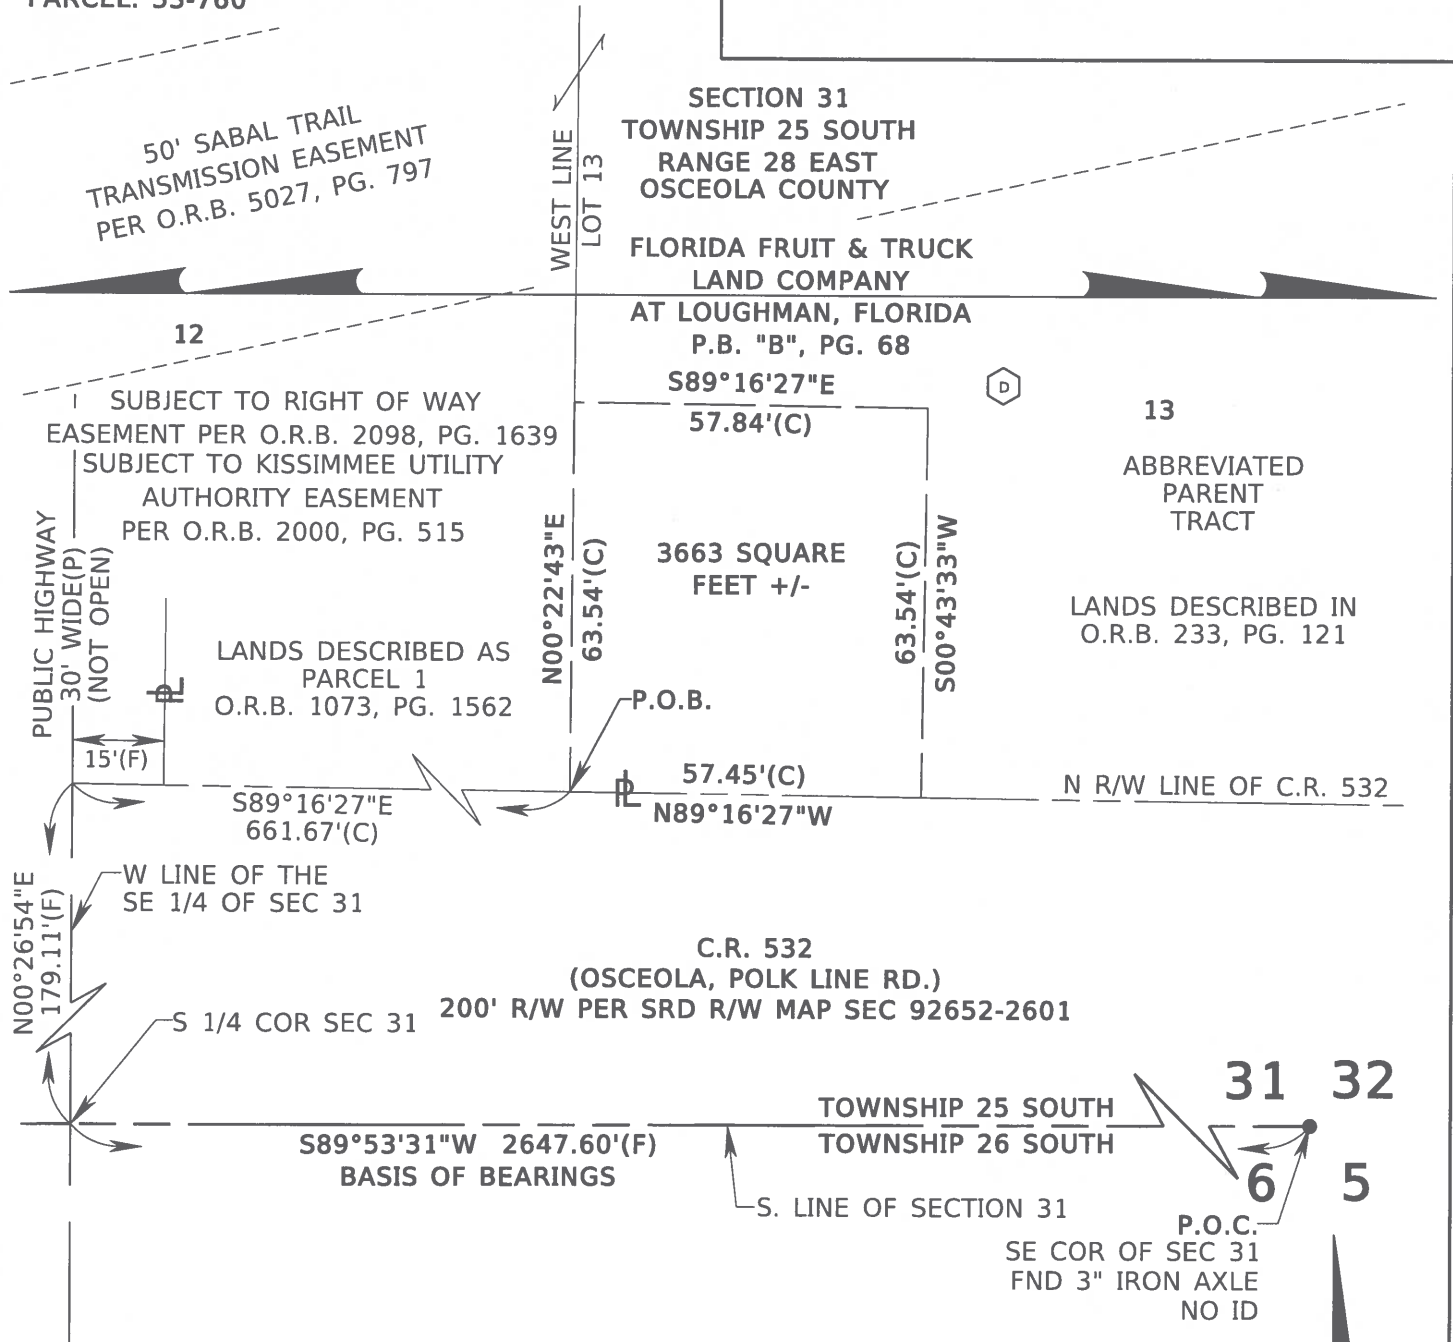 50' SABAL TRAIL
TRANSMISSION EASEMENT
PER O.R.B. 5027, PG. 797
WEST LINE
LOT 13
SECTION 31
TOWNSHIP 25 SOUTH
RANGE 28 EAST
OSCEOLA COUNTY
FLORIDA FRUIT & TRUCK
LAND COMPANY
AT LOUGHMAN, FLORIDA
P.B. "B", PG. 68
12
S89°16'27"E
57.84'(C)
D
13
SUBJECT TO RIGHT OF WAY
EASEMENT PER O.R.B. 2098, PG. 1639
SUBJECT TO KISSIMMEE UTILITY
AUTHORITY EASEMENT
PER O.R.B. 2000, PG. 515
ABBREVIATED
PARENT
TRACT
PUBLIC HIGHWAY
30' WIDE(P)
(NOT OPEN)
N00°22'43"E
63.54'(C)
3663 SQUARE
FEET +/-
63.54'(C)
S00°43'33"W
LANDS DESCRIBED IN
O.R.B. 233, PG. 121
LANDS DESCRIBED AS
PARCEL 1
O.R.B. 1073, PG. 1562
PL
P.O.B.
15'(F)
57.45'(C)
N89°16'27"W
PL
N R/W LINE OF C.R. 532
S89°16'27"E
661.67'(C)
W LINE OF THE
SE 1/4 OF SEC 31
N00°26'54"E
179.11'(F)
C.R. 532
(OSCEOLA, POLK LINE RD.)
200' R/W PER SRD R/W MAP SEC 92652-2601
S 1/4 COR SEC 31
31 32
TOWNSHIP 25 SOUTH
TOWNSHIP 26 SOUTH
S89°53'31"W 2647.60'(F)
BASIS OF BEARINGS
6 5
S. LINE OF SECTION 31
P.O.C.
SE COR OF SEC 31
FND 3" IRON AXLE
NO ID